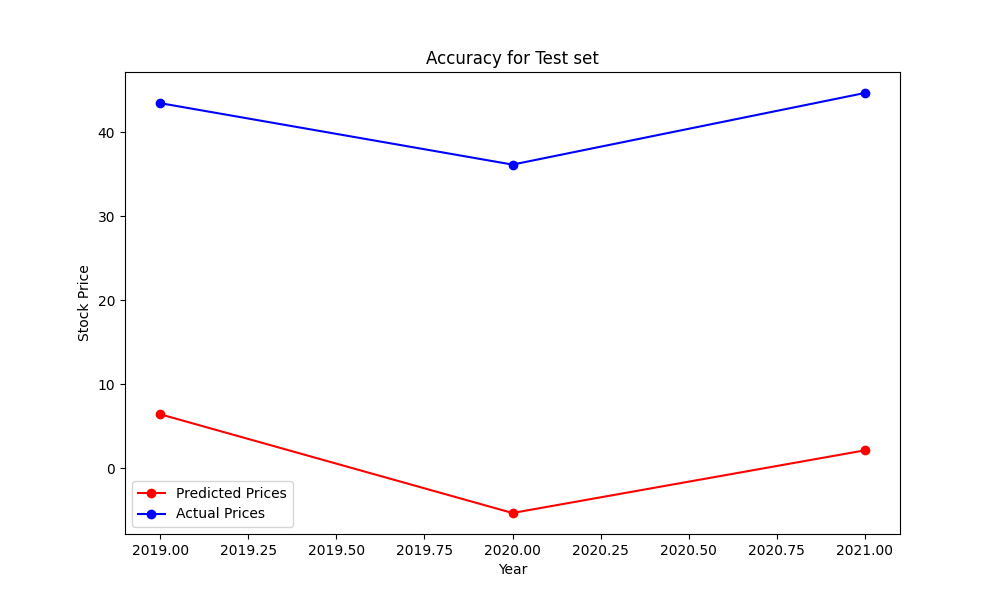 Accuracy for Test set
Stock Price
40
30
20
10
0
Predicted Prices
Actual Prices
2019.00 2019.25 2019.50 2019.75 2020.00 2020.25 2020.50 2020.75 2021.00
Year